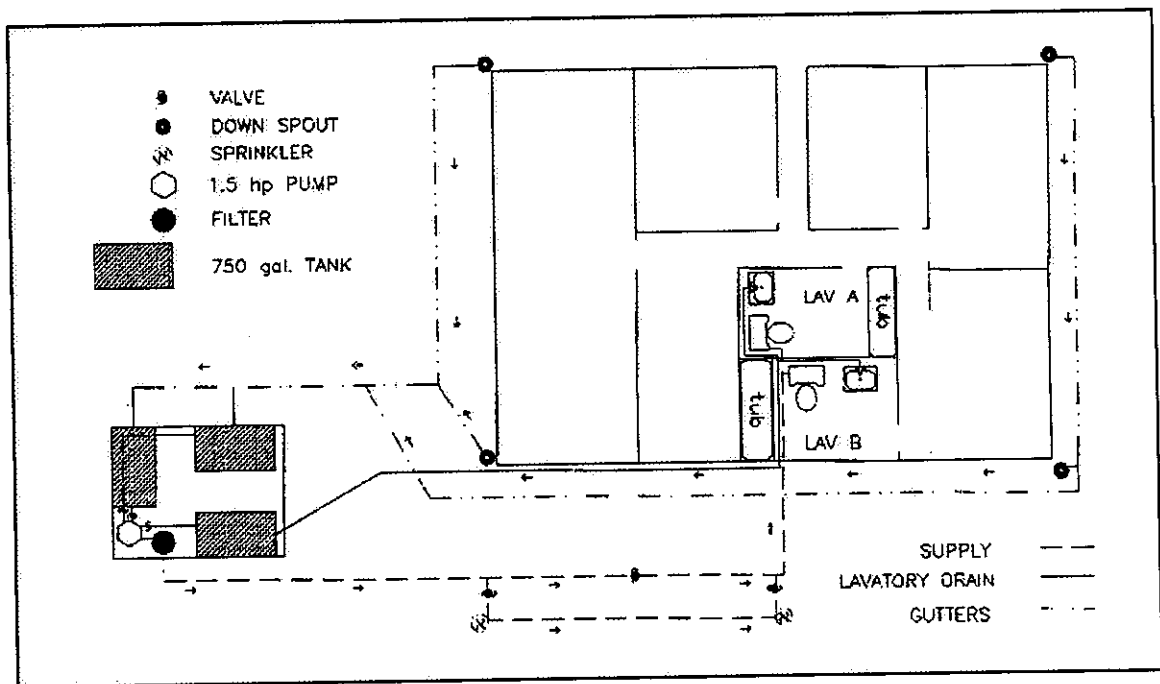 VALVE
DOWN SPOUT
SPRINKLER
1.5 hp PUMP
FILTER
750 gal. TANK
LAV A
tub
tub
LAV B
SUPPLY
LAVATORY DRAIN
GUTTERS